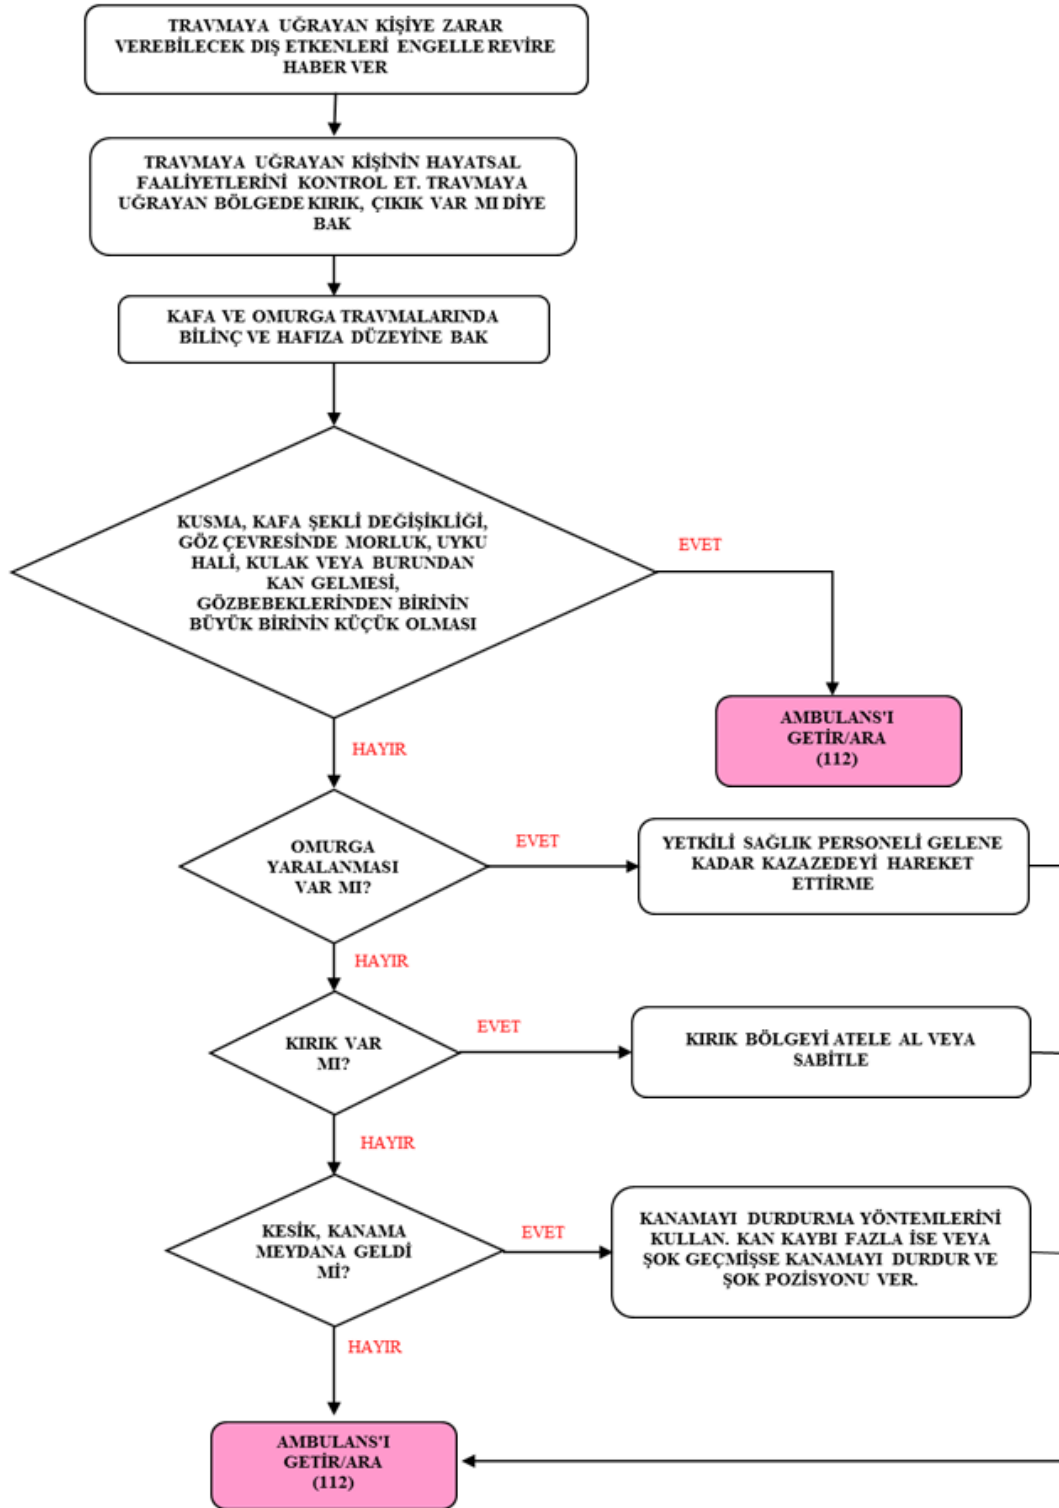 TRAVMAYA UĞRAYAN KİŞİYE ZARAR
VEREBİLECEK DIŞ ETKENLERİ ENGELLE REVİRE
HABER VER
TRAVMAYA UĞRAYAN KİŞİNİN HAYATSAL
FAALİYETLERİNİ KONTROL ET. TRAVMAYA
UĞRAYAN BÖLGEDE KIRIK, ÇIKIK VAR MI DİYE
BAK
KAFA VE OMURGA TRAVMALARINDA
BİLİNÇ VE HAFIZA DÜZEYİNE BAK
KUSMA, KAFA ŞEKLİ DEĞİŞİKLİĞİ,
GÖZ ÇEVRESİNDE MORLUK, UYKU
HALİ, KULAK VEYA BURUNDAN
KAN GELMESİ,
GÖZBEBEKLERİNDEN BİRİNİN
BÜYÜK BİRİNİN KÜÇÜK OLMASI
EVET
AMBULANS'I
GETİR/ARA
(112)
HAYIR
OMURGA
YARALANMASI
VAR MI?
EVET
YETKİLİ SAĞLIK PERSONELİ GELENE
KADAR KAZAZEDEYİ HAREKET
ETTİRME
HAYIR
KIRIK VAR
MI?
EVET
KIRIK BÖLGEYİ ATELE AL VEYA
SABİTLE
HAYIR
KESİK, KANAMA
MEYDANA GELDİ
Mİ?
EVET
KANAMAYI DURDURMA YÖNTEMLERİNİ
KULLAN. KAN KAYBI FAZLA İSE VEYA
ŞOK GEÇMİŞSE KANAMAYI DURDUR VE
ŞOK POZİSYONU VER.
HAYIR
AMBULANS'I
GETİR/ARA
(112)